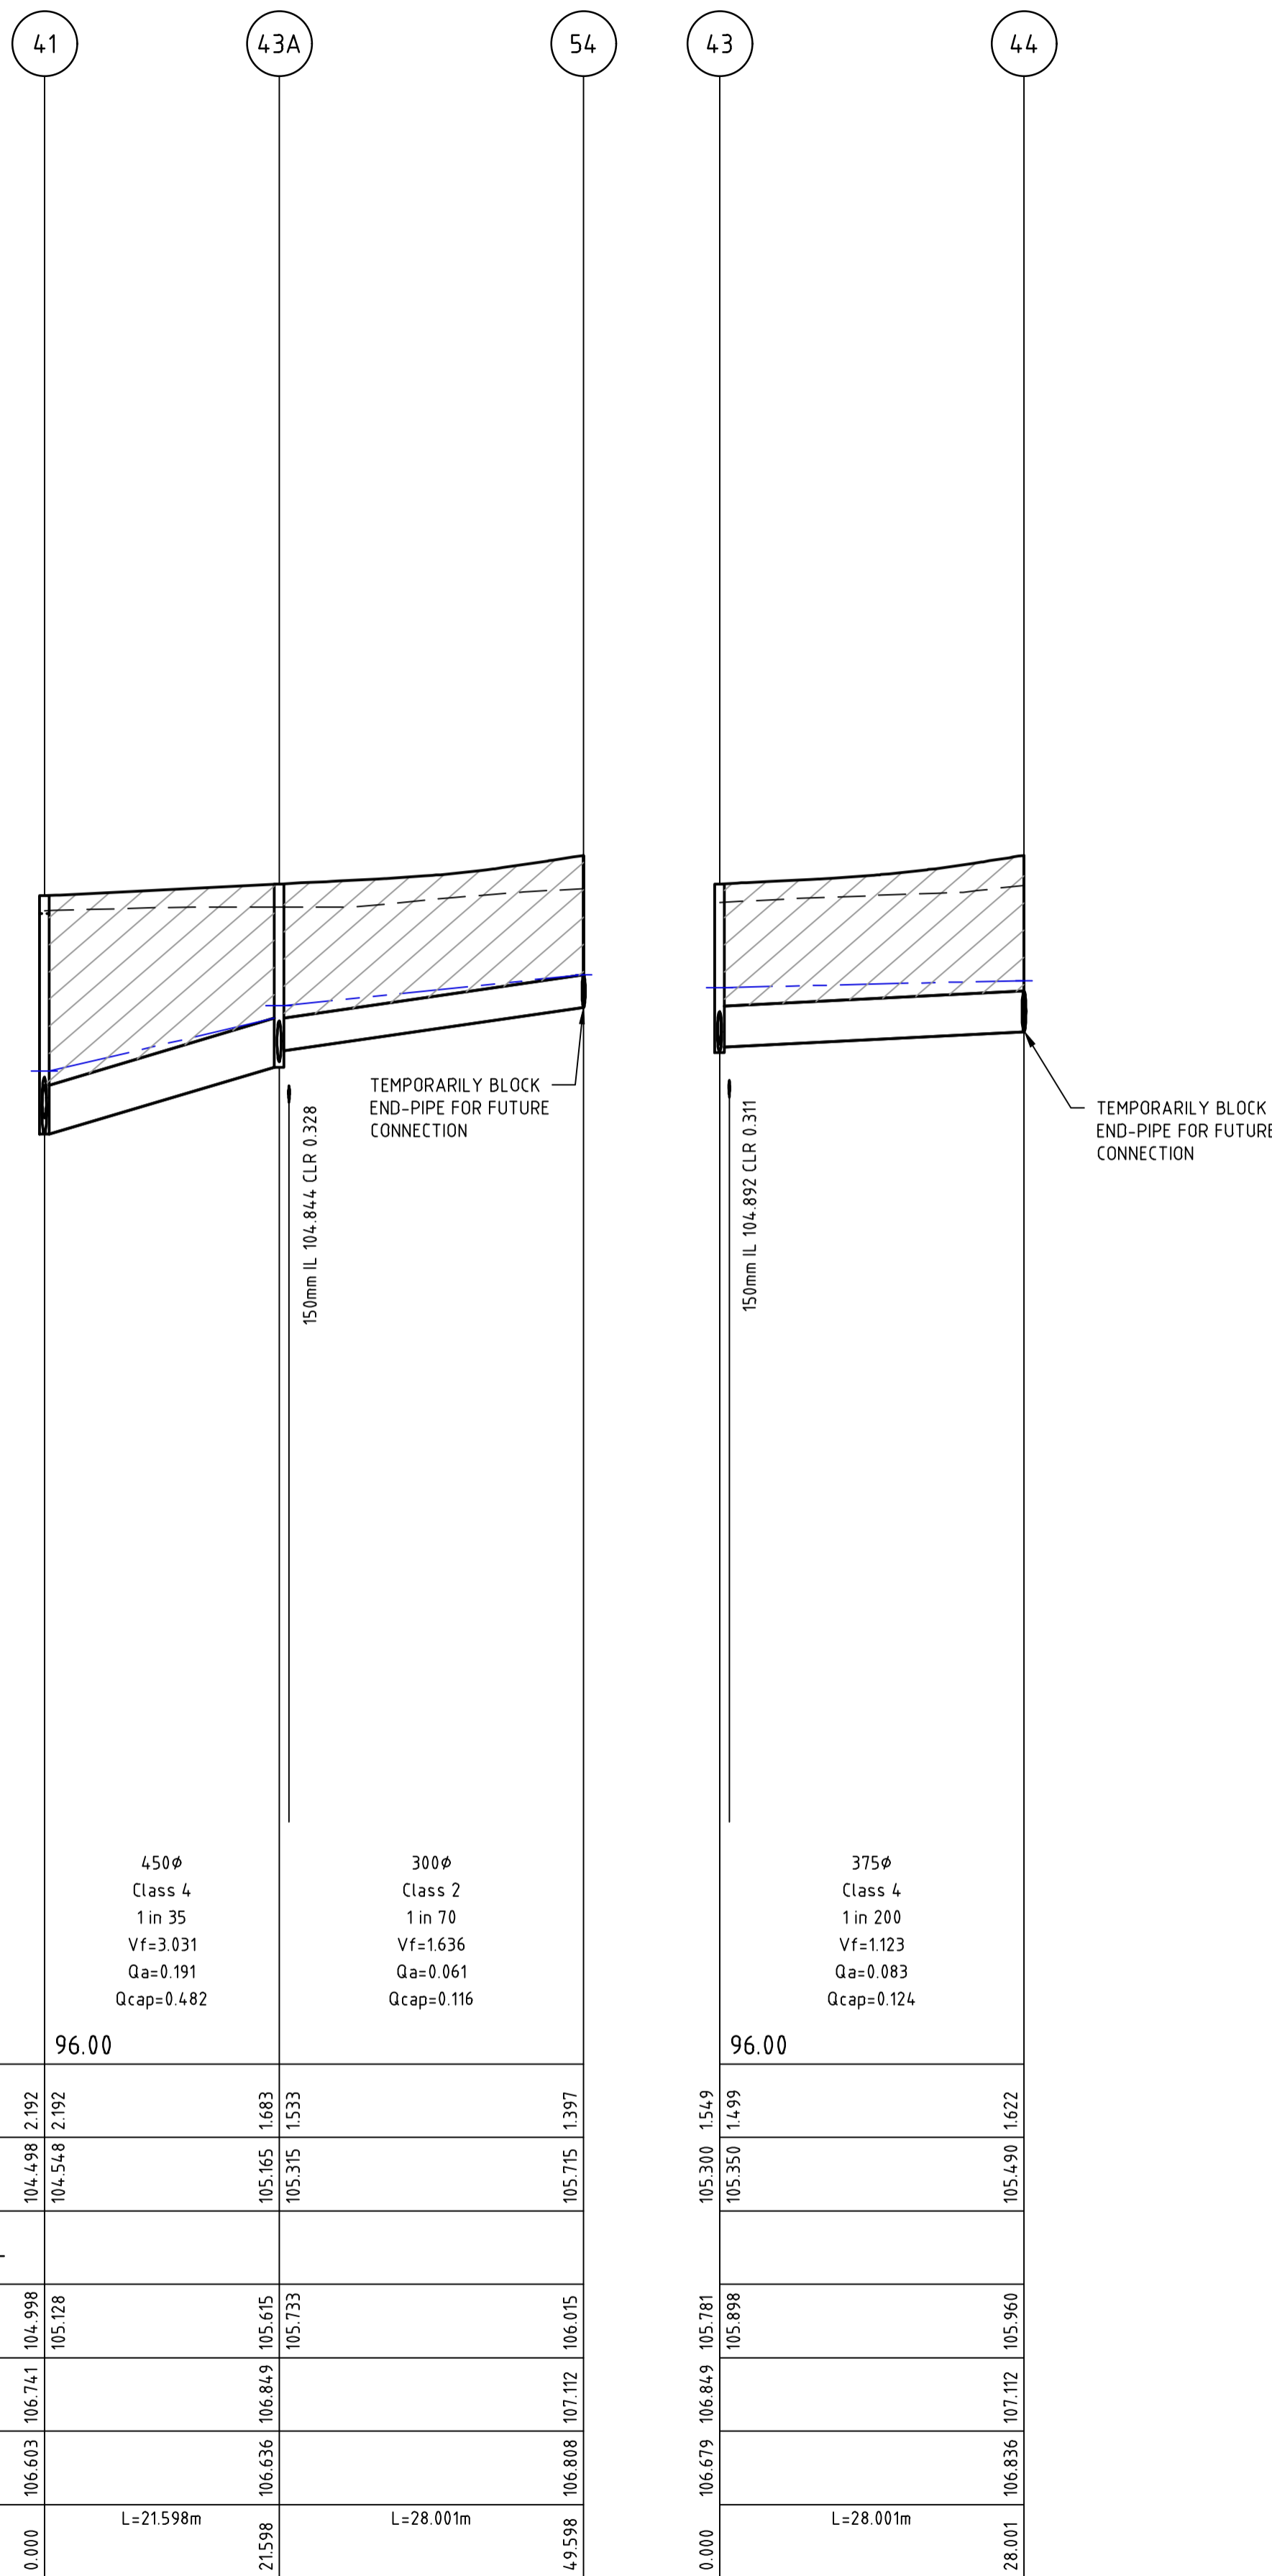 41
43A
54
43
44
TEMPORARILY BLOCK
END-PIPE FOR FUTURE
CONNECTION
TEMPORARILY BLOCK
END-PIPE FOR FUTURE
CONNECTION
150mm IL 104.844 CLR 0.328
150mm IL 104.892 CLR 0.311
450ø
Class 4
1 in 35
Vf=3.031
Qa=0.191
Qcap=0.482
300ø
Class 2
1 in 70
Vf=1.636
Qa=0.061
Qcap=0.116
375ø
Class 4
1 in 200
Vf=1.123
Qa=0.083
Qcap=0.124
96.00
96.00
2.192
2.192
1.683
1.533
1.397
1.549
1.499
1.622
104.498
104.548
105.165
105.315
105.715
105.300
105.350
105.490
104.998
105.128
105.615
105.733
106.015
105.781
105.898
105.960
106.741
106.849
107.112
106.849
107.112
106.603
106.636
106.808
106.679
106.836
L=21.598m
L=28.001m
L=28.001m
0.000
21.598
49.598
0.000
28.001